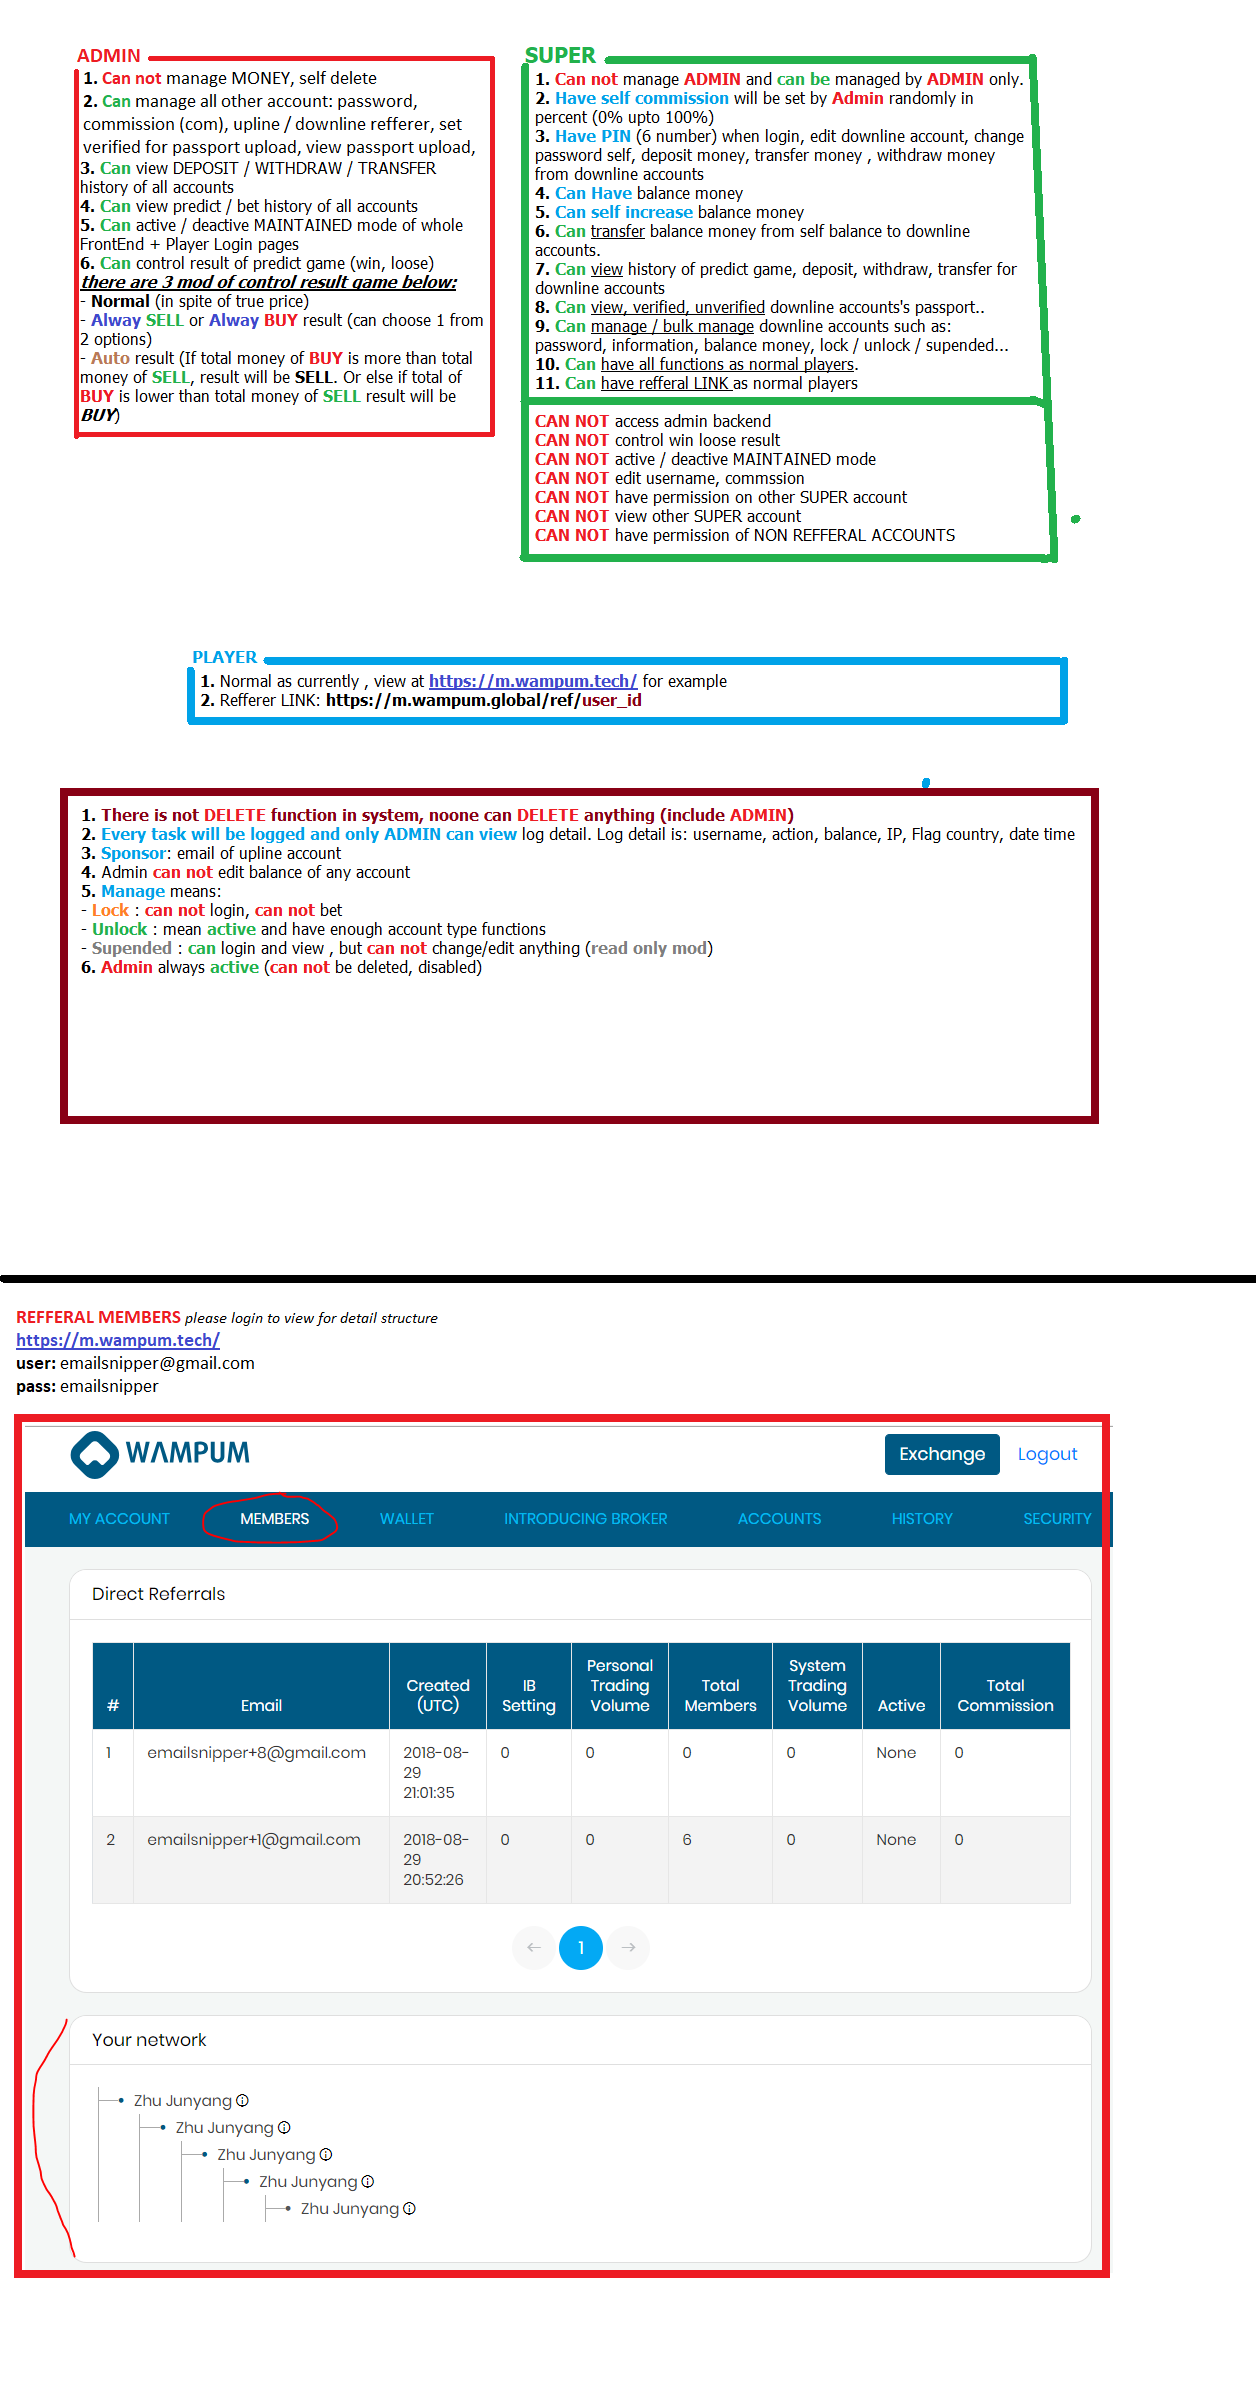 ADMIN
1. Can not manage MONEY, self delete
2. Can manage all other account: password,
commission (com), upline / downline refferer, set
verified for passport upload, view passport upload,
3. Can view DEPOSIT / WITHDRAW / TRANSFER
history of all accounts
4. Can view predict / bet history of all accounts
5. Can active / deactive MAINTAINED mode of whole
FrontEnd + Player Login pages
6. Can control result of predict game (win, loose)
there are 3 mod of control result game below:
- Normal (in spite of true price)
- Alway SELL or Alway BUY result (can choose 1 from
2 options)
- Auto result (If total money of BUY is more than total
money of SELL, result will be SELL. Or else if total of
BUY is lower than total money of SELL result will be
BUY)
SUPER
1. Can not manage ADMIN and can be managed by ADMIN only.
2. Have self commission will be set by Admin randomly in
percent (0% upto 100%)
3. Have PIN (6 number) when login, edit downline account, change
password self, deposit money, transfer money , withdraw money
from downline accounts
4. Can Have balance money
5. Can self increase balance money
6. Can transfer balance money from self balance to downline
accounts.
7. Can view history of predict game, deposit, withdraw, transfer for
downline accounts
8. Can view, verified, unverified downline accounts's passport..
9. Can manage / bulk manage downline accounts such as:
password, information, balance money, lock / unlock / supended...
10. Can have all functions as normal players.
11. Can have refferal LINK as normal players
CAN NOT access admin backend
CAN NOT control win loose result
CAN NOT active / deactive MAINTAINED mode
CAN NOT edit username, commssion
CAN NOT have permission on other SUPER account
CAN NOT view other SUPER account
CAN NOT have permission of NON REFFERAL ACCOUNTS
PLAYER
1. Normal as currently , view at https://m.wampum.tech/ for example
2. Refferer LINK: https://m.wampum.global/ref/user_id
1. There is not DELETE function in system, noone can DELETE anything (include ADMIN)
2. Every task will be logged and only ADMIN can view log detail. Log detail is: username, action, balance, IP, Flag country, date time
3. Sponsor: email of upline account
4. Admin can not edit balance of any account
5. Manage means:
- Lock : can not login, can not bet
- Unlock : mean active and have enough account type functions
- Supended : can login and view , but can not change/edit anything (read only mod)
6. Admin always active (can not be deleted, disabled)
REFFERAL MEMBERS please login to view for detail structure
https://m.wampum.tech/
user: emailsnipper@gmail.com
pass: emailsnipper
WAMPUM
Exchange Logout
MY ACCOUNT MEMBERS WALLET INTRODUCING BROKER ACCOUNTS HISTORY SECURITY
Direct Referrals
# Email Created (UTC) IB Setting Personal Trading Volume Total Members System Trading Volume Active Total Commission
1 emailsnipper+8@gmail.com 2018-08-29 21:01:35 0 0 0 0 None 0
2 emailsnipper+1@gmail.com 2018-08-29 20:52:26 0 0 6 0 None 0
← 1 →
Your network
Zhu Junyang
Zhu Junyang
Zhu Junyang
Zhu Junyang
Zhu Junyang